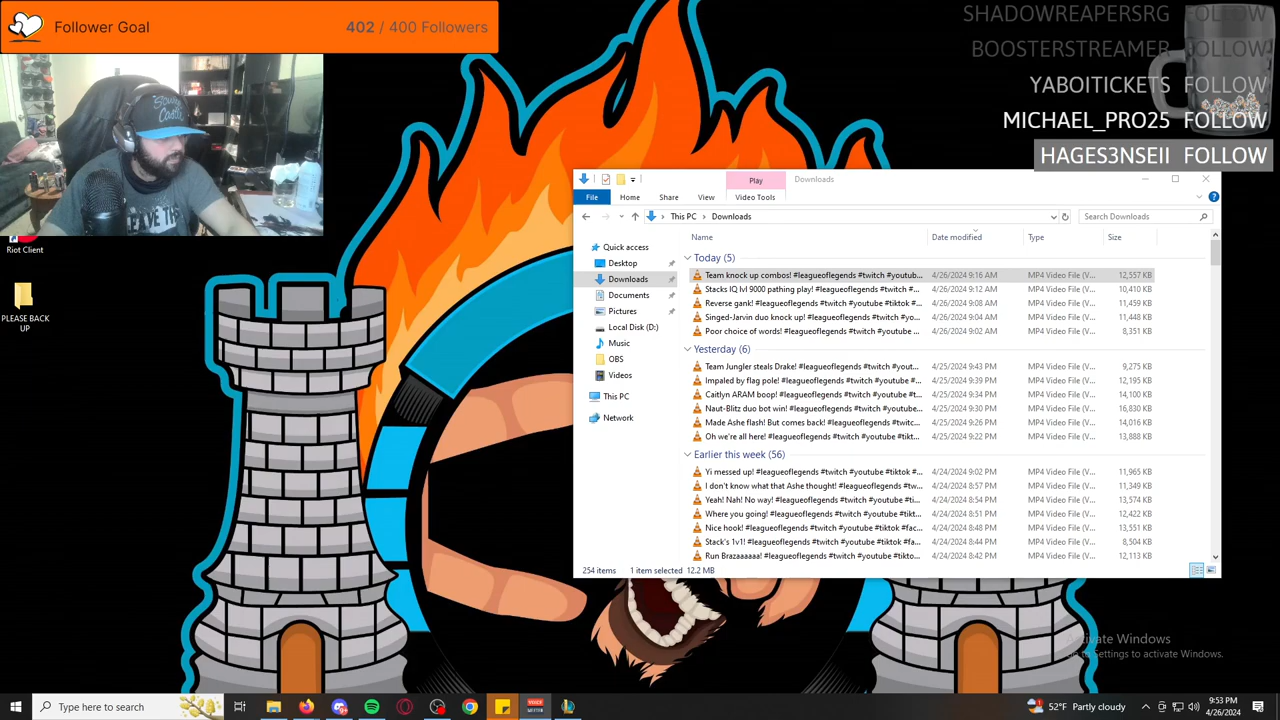 Follower Goal 402 / 400 Followers
SHADOWREAPERSRG FOLLOW
BOOSTERSTREAMER FOLLOW
YABOITICKETS FOLLOW
MICHAEL_PRO25 FOLLOW
HAGES3NSEII FOLLOW
Riot Client
PLEASE BACK
UP
Play Downloads
File Home Share View Video Tools
This PC > Downloads Search Downloads
Name Date modified Type Size
Quick access
Desktop
Downloads
Documents
Pictures
Local Disk (D:)
Music
OBS
Videos
This PC
Network
Today (5)
Team knock up combos! #leagueoflegends #twitch #youtub... 4/26/2024 9:16 AM MP4 Video File (V... 12,557 KB
Stacks IQ lvl 9000 pathing play! #leagueoflegends #twitch ... 4/26/2024 9:12 AM MP4 Video File (V... 10,410 KB
Reverse gank! #leagueoflegends #twitch #youtube #tiktok ... 4/26/2024 9:08 AM MP4 Video File (V... 11,459 KB
Singed-Jarvin duo knock up! #leagueoflegends #twitch #yo... 4/26/2024 9:04 AM MP4 Video File (V... 11,448 KB
Poor choice of words! #leagueoflegends #twitch #youtube ... 4/26/2024 9:02 AM MP4 Video File (V... 8,351 KB
Yesterday (6)
Team Jungler steals Drake! #leagueoflegends #twitch #yout... 4/25/2024 9:43 PM MP4 Video File (V... 9,275 KB
Impaled by flag pole! #leagueoflegends #twitch #youtube #... 4/25/2024 9:39 PM MP4 Video File (V... 12,195 KB
Caitlyn ARAM boop! #leagueoflegends #twitch #youtube #t... 4/25/2024 9:34 PM MP4 Video File (V... 14,100 KB
Naut-Blitz duo bot win! #leagueoflegends #twitch #youtube... 4/25/2024 9:30 PM MP4 Video File (V... 16,830 KB
Made Ashe flash! But comes back! #leagueoflegends #twitc... 4/25/2024 9:26 PM MP4 Video File (V... 14,016 KB
Oh we're all here! #leagueoflegends #twitch #youtube #tikt... 4/25/2024 9:22 PM MP4 Video File (V... 13,888 KB
Earlier this week (56)
Yi messed up! #leagueoflegends #twitch #youtube #tiktok #... 4/24/2024 9:02 PM MP4 Video File (V... 11,965 KB
I don't know what that Ashe thought! #leagueoflegends #tw... 4/24/2024 8:57 PM MP4 Video File (V... 11,349 KB
Yeah! Nah! No way! #leagueoflegends #twitch #youtube #ti... 4/24/2024 8:54 PM MP4 Video File (V... 13,574 KB
Where you going! #leagueoflegends #twitch #youtube #tikt... 4/24/2024 8:51 PM MP4 Video File (V... 12,422 KB
Nice hook! #leagueoflegends #twitch #youtube #tiktok #fac... 4/24/2024 8:48 PM MP4 Video File (V... 13,551 KB
Stack's 1v1! #leagueoflegends #twitch #youtube #tiktok #fa... 4/24/2024 8:44 PM MP4 Video File (V... 8,504 KB
Run Brazaaaaaa! #leagueoflegends #twitch #youtube #tikto... 4/24/2024 8:42 PM MP4 Video File (V... 12,113 KB
254 items 1 item selected 12.2 MB
Activate Windows
Go to Settings to activate Windows.
Type here to search
52°F Partly cloudy
9:53 PM
4/26/2024